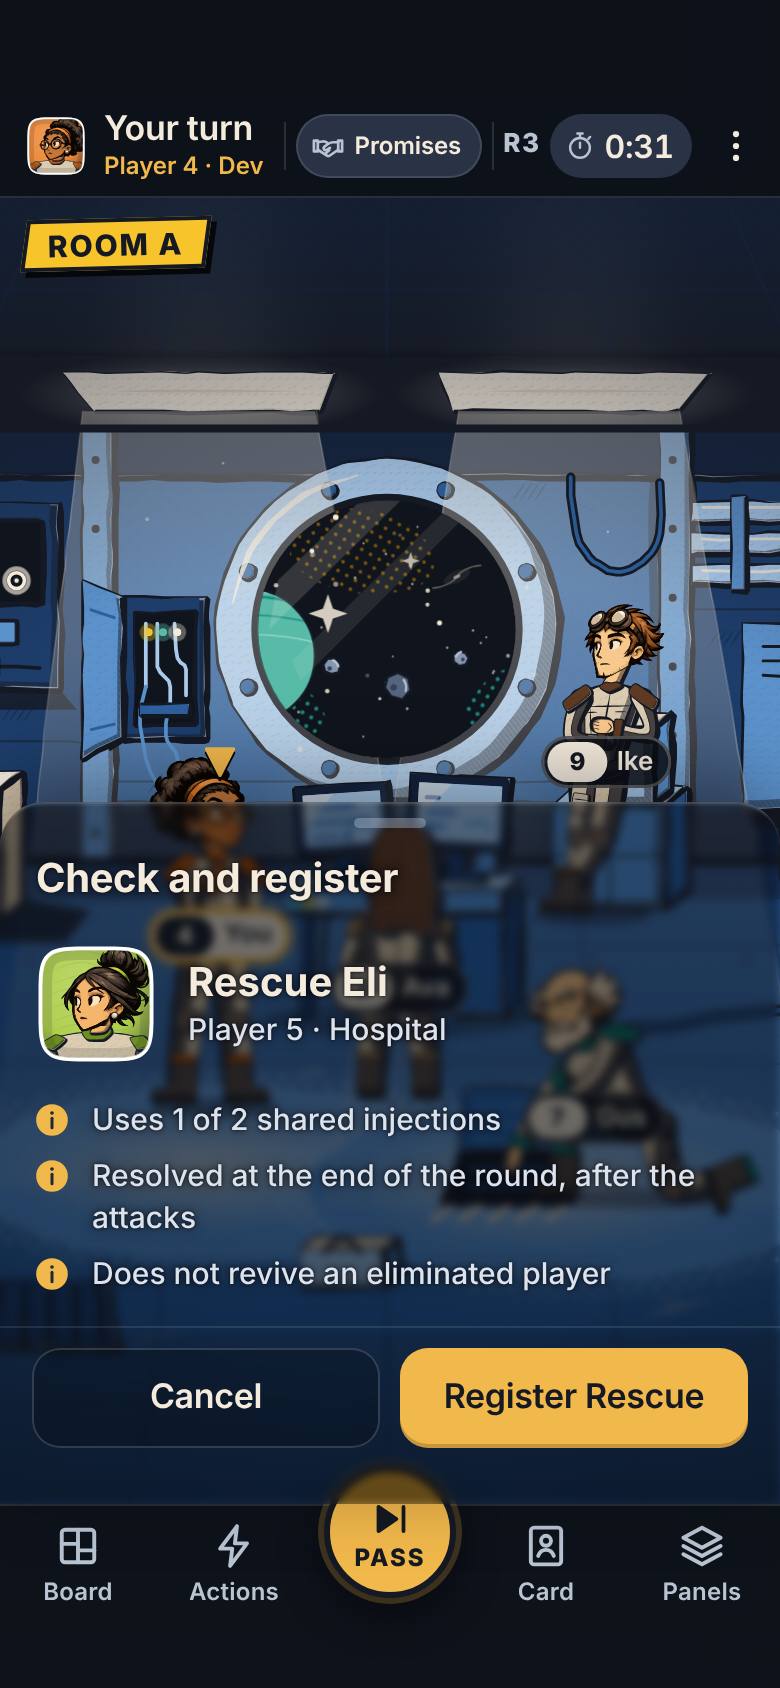 Your turn
Player 4 · Dev
Promises
R3
0:31
ROOM A
9 Ike
Check and register
Rescue Eli
Player 5 · Hospital
Uses 1 of 2 shared injections
Resolved at the end of the round, after the
attacks
Does not revive an eliminated player
Cancel
Register Rescue
PASS
Board
Actions
Card
Panels